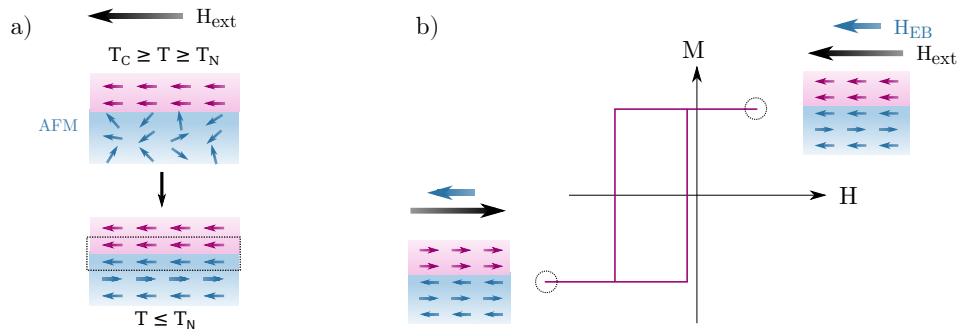 a)
H_ext
T_C ≥ T ≥ T_N
AFM
T ≤ T_N
b)
H_EB
H_ext
M
H